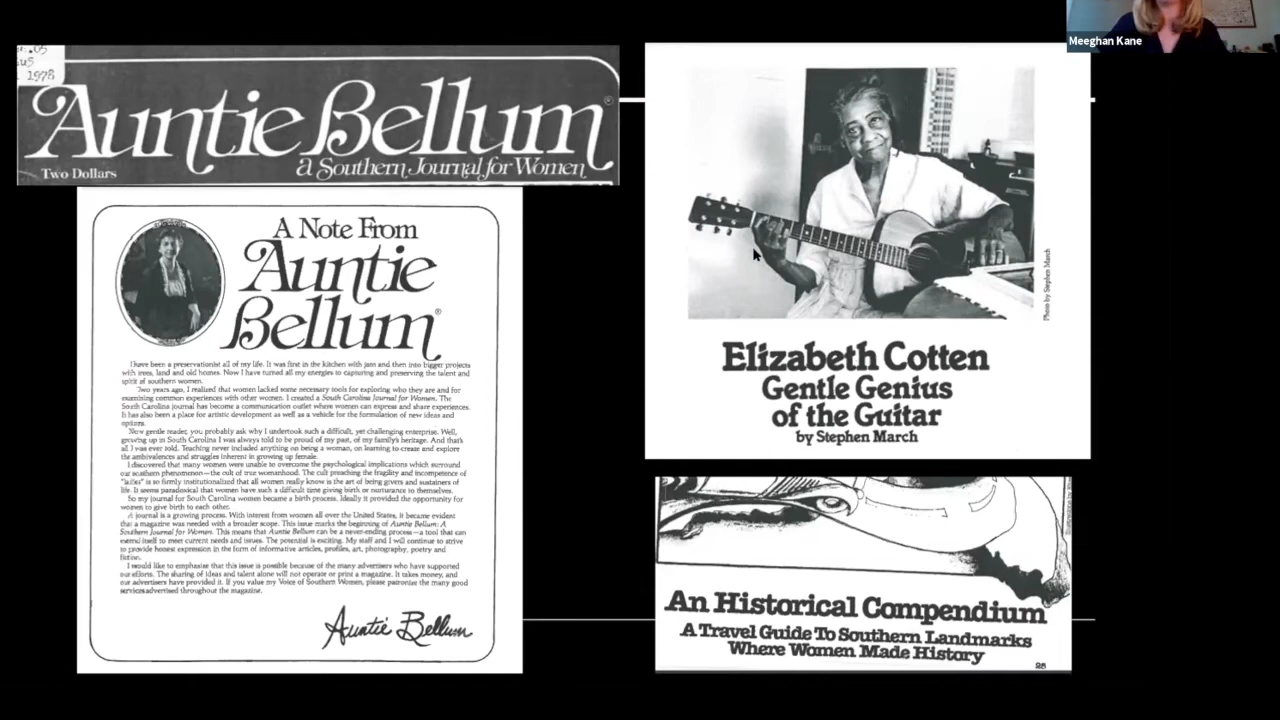 Meeghan Kane
1978
Auntie Bellum®
a Southern Journal for Women
Two Dollars
A Note From
Auntie
Bellum®
I have been a preservationist all of my life. It was first in the kitchen with jam and then into bigger projects
with trees, land and old homes. Now I have turned all my energies to capturing and preserving the talent and
spirit of southern women.
Two years ago, I realized that women lacked some necessary tools for exploring who they are and for
examining common experiences with other women. I created a South Carolina Journal for Women. The
South Carolina journal has become a communication outlet where women can express and share experiences.
It has also been a place for artistic development as well as a vehicle for the formulation of new ideas and
options.
Now gentle reader, you probably ask why I undertook such a difficult, yet challenging enterprise. Well,
growing up in South Carolina I was always told to be proud of my past, of my family's heritage. And that's
all I was ever told. Teaching never included anything on being a woman, on learning to create and explore
the ambivalences and struggles inherent in growing up female.
I discovered that many women were unable to overcome the psychological implications which surround
our southern phenomenon—the cult of true womanhood. The cult preaching the fragility and incompetence of
"ladies" is so firmly institutionalized that all women really know is the art of being givers and sustainers of
life. It seems paradoxical that women have such a difficult time giving birth or nurturance to themselves.
So my journal for South Carolina women became a birth process. Ideally it provided the opportunity for
women to give birth to each other.
A journal is a growing process. With interest from women all over the United States, it became evident
that a magazine was needed with a broader scope. This issue marks the beginning of Auntie Bellum: A
Southern Journal for Women. This means that Auntie Bellum can be a never-ending process—a tool that can
extend itself to meet current needs and issues. The potential is exciting. My staff and I will continue to strive
to provide honest expression in the form of informative articles, profiles, art, photography, poetry and
fiction.
I would like to emphasize that this issue is possible because of the many advertisers who have supported
our efforts. The sharing of ideas and talent alone will not operate or print a magazine. It takes money, and
our advertisers have provided it. If you value my Voice of Southern Women, please patronize the many good
services advertised throughout the magazine.
Auntie Bellum
Photo by Stephen March
Elizabeth Cotten
Gentle Genius
of the Guitar
by Stephen March
An Historical Compendium
A Travel Guide To Southern Landmarks
Where Women Made History
25